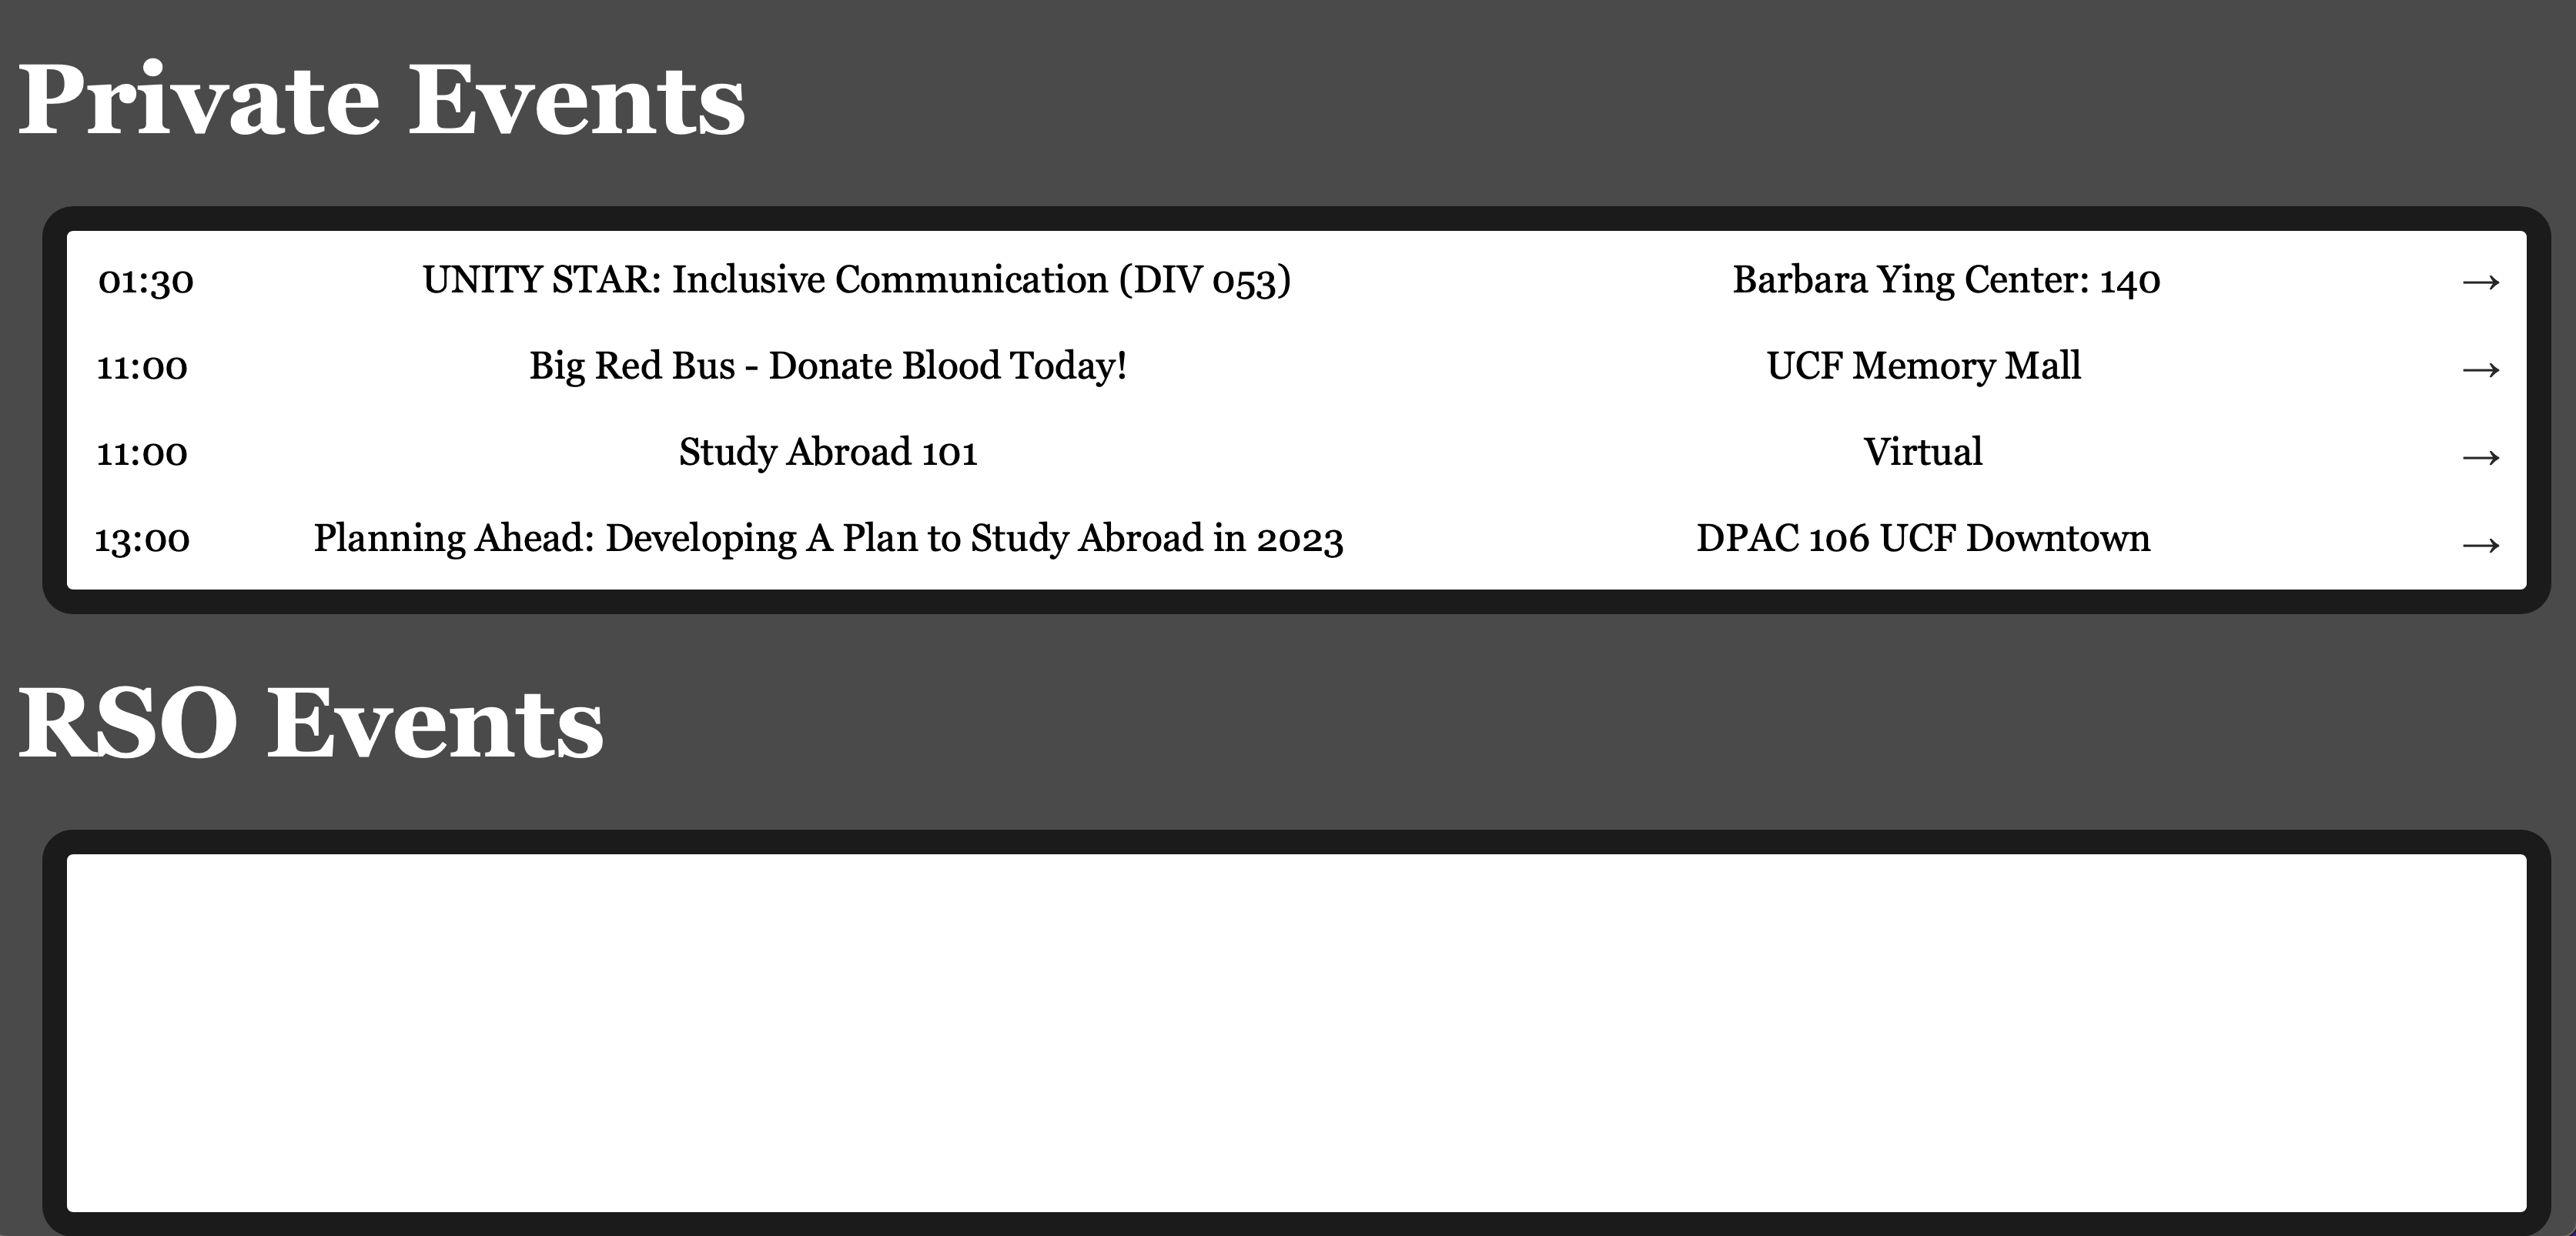 Private Events
01:30 UNITY STAR: Inclusive Communication (DIV 053) Barbara Ying Center: 140 →
11:00 Big Red Bus - Donate Blood Today! UCF Memory Mall →
11:00 Study Abroad 101 Virtual →
13:00 Planning Ahead: Developing A Plan to Study Abroad in 2023 DPAC 106 UCF Downtown →
RSO Events